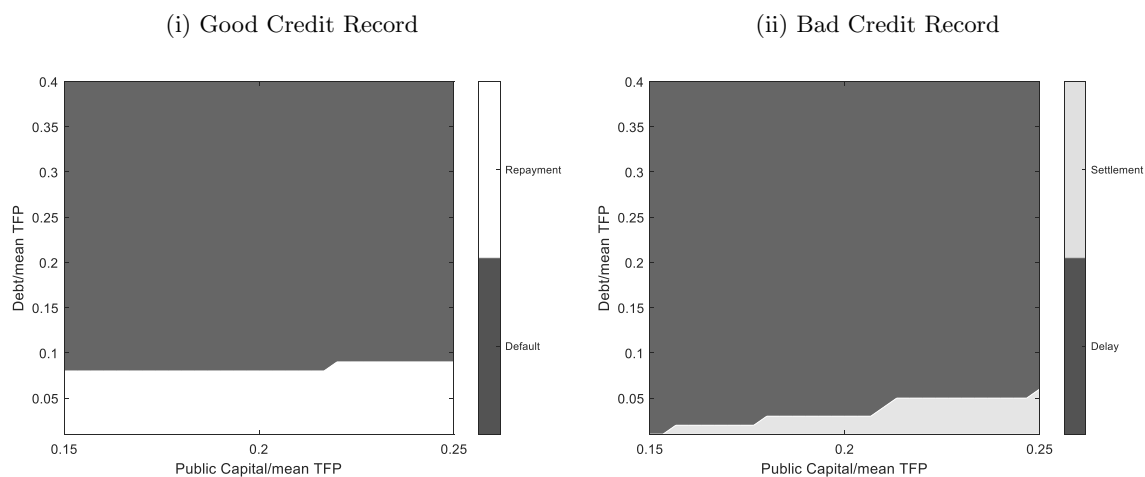 (i) Good Credit Record
0.4
0.35
0.3
0.25
0.2
0.15
0.1
0.05
0.15
0.2
0.25
Debt/mean TFP
Public Capital/mean TFP
Repayment
Default
(ii) Bad Credit Record
0.4
0.35
0.3
0.25
0.2
0.15
0.1
0.05
0.15
0.2
0.25
Debt/mean TFP
Public Capital/mean TFP
Settlement
Delay